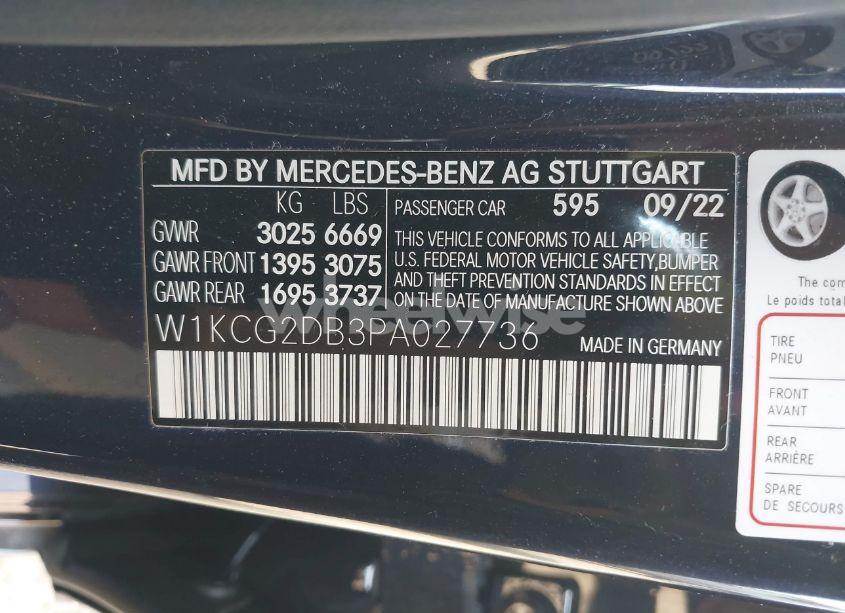 MFD BY MERCEDES-BENZ AG STUTTGART
KG LBS
GVWR 3025 6669
GAWR FRONT 1395 3075
GAWR REAR 1695 3737
PASSENGER CAR 595 09/22
THIS VEHICLE CONFORMS TO ALL APPLICABLE
U.S. FEDERAL MOTOR VEHICLE SAFETY,BUMPER
AND THEFT PREVENTION STANDARDS IN EFFECT
ON THE DATE OF MANUFACTURE SHOWN ABOVE
W1KCG2DB3PA027736
MADE IN GERMANY
wheelwise
The com
Le poids total
TIRE
PNEU
FRONT
AVANT
REAR
ARRIÈRE
SPARE
DE SECOURS